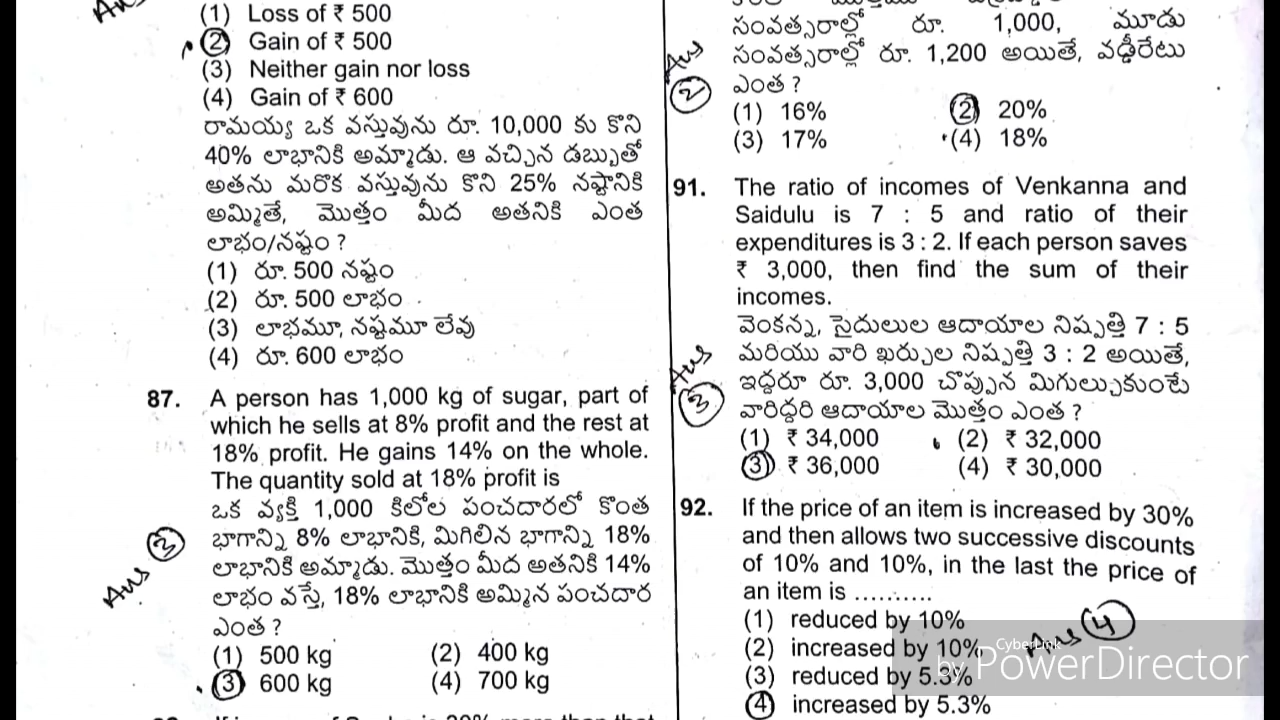 Ans
(1) Loss of ₹ 500
(2) Gain of ₹ 500
(3) Neither gain nor loss
(4) Gain of ₹ 600
రామయ్య ఒక వస్తువును రూ. 10,000 కు కొని
40% లాభానికి అమ్మాడు. ఆ వచ్చిన డబ్బుతో
అతను మరొక వస్తువును కొని 25% నష్టానికి
అమ్మితే, మొత్తం మీద అతనికి ఎంత
లాభం/నష్టం ?
(1) రూ. 500 నష్టం
(2) రూ. 500 లాభం
(3) లాభమూ, నష్టమూ లేవు
(4) రూ. 600 లాభం
87. A person has 1,000 kg of sugar, part of
which he sells at 8% profit and the rest at
18% profit. He gains 14% on the whole.
The quantity sold at 18% profit is
ఒక వ్యక్తి 1,000 కిలోల పంచదారలో కొంత
భాగాన్ని 8% లాభానికి, మిగిలిన భాగాన్ని 18%
లాభానికి అమ్మాడు. మొత్తం మీద అతనికి 14%
లాభం వస్తే, 18% లాభానికి అమ్మిన పంచదార
ఎంత ?
Ans (3)
(1) 500 kg (2) 400 kg
(3) 600 kg (4) 700 kg
సంవత్సరాల్లో రూ. 1,000, మూడు
సంవత్సరాల్లో రూ. 1,200 అయితే, వడ్డీరేటు
ఎంత ?
Ans (2)
(1) 16% (2) 20%
(3) 17% (4) 18%
91. The ratio of incomes of Venkanna and
Saidulu is 7 : 5 and ratio of their
expenditures is 3 : 2. If each person saves
₹ 3,000, then find the sum of their
incomes.
వెంకన్న, సైదులుల ఆదాయాల నిష్పత్తి 7 : 5
మరియు వారి ఖర్చుల నిష్పత్తి 3 : 2 అయితే,
ఇద్దరూ రూ. 3,000 చొప్పున మిగుల్చుకుంటే
వారిద్దరి ఆదాయాల మొత్తం ఎంత ?
Ans (3)
(1) ₹ 34,000 (2) ₹ 32,000
(3) ₹ 36,000 (4) ₹ 30,000
92. If the price of an item is increased by 30%
and then allows two successive discounts
of 10% and 10%, in the last the price of
an item is ..........
(1) reduced by 10%
(2) increased by 10%
(3) reduced by 5.3%
(4) increased by 5.3%
Ans (4)
CyberLink
by PowerDirector